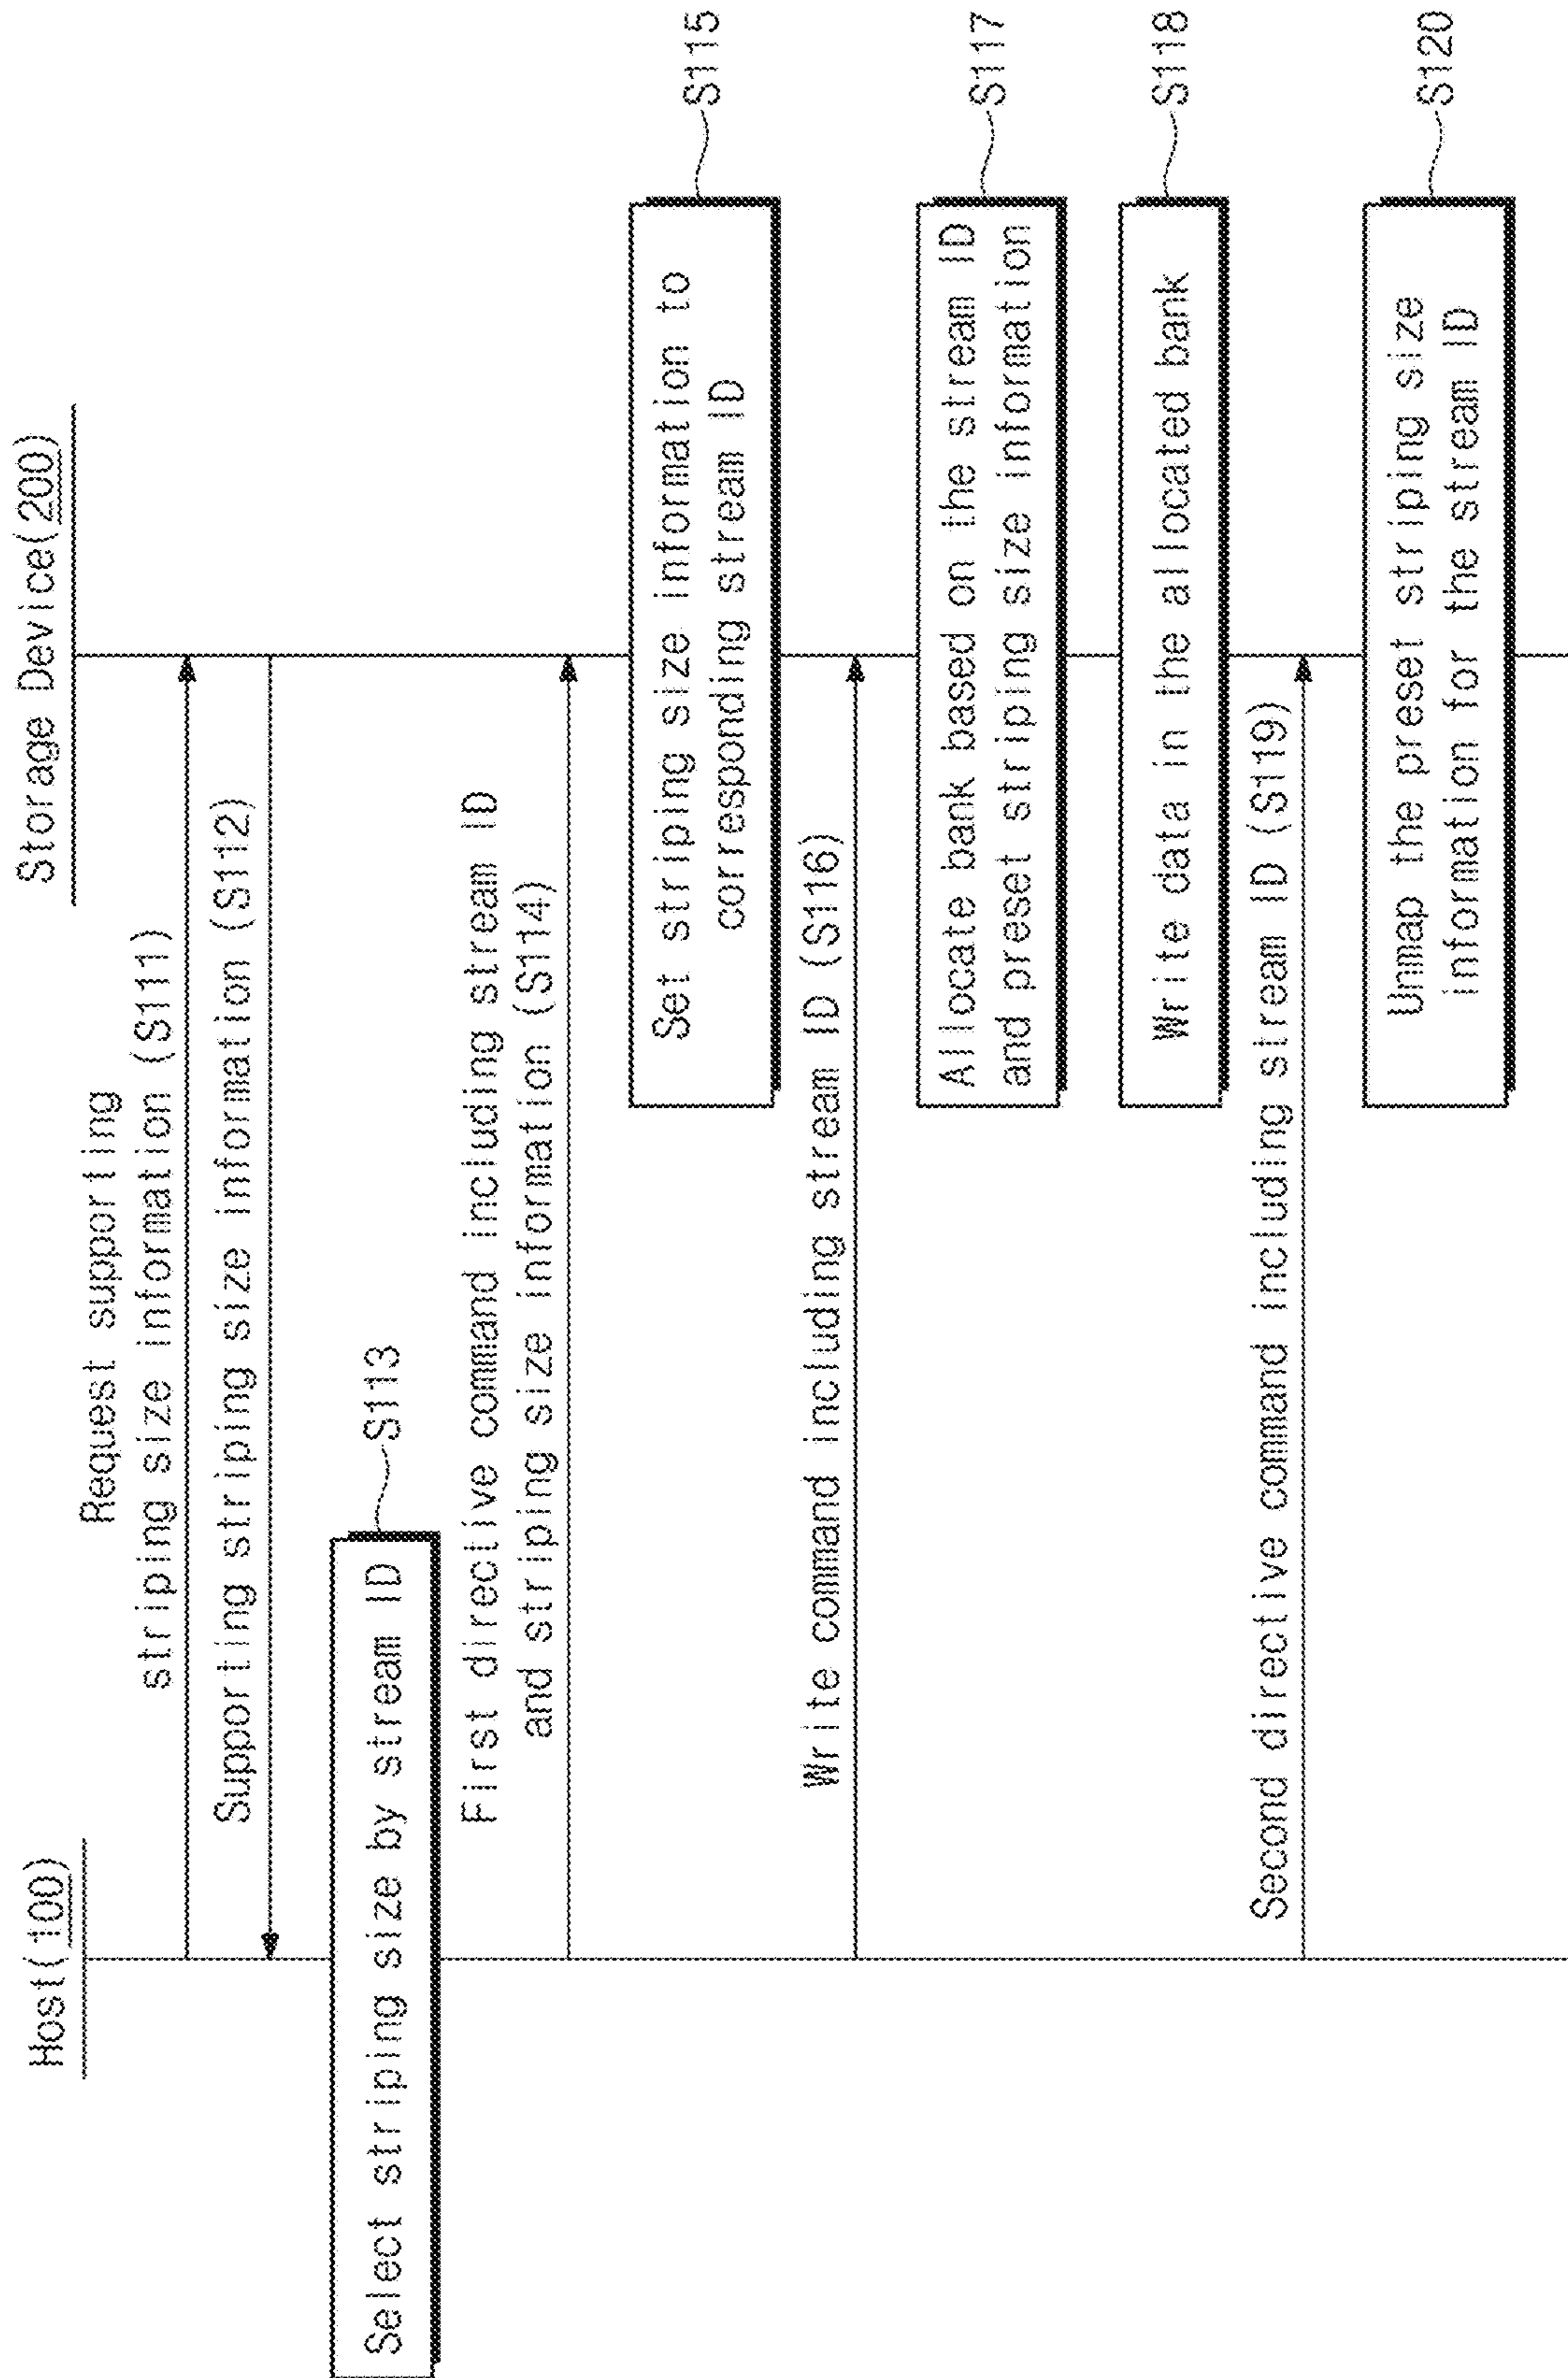 Host(100)
Storage Device(200)
Request supporting
striping size information (S111)
Supporting striping size information (S112)
Select striping size by stream ID
S113
First directive command including stream ID
and striping size information (S114)
Set striping size information to
corresponding stream ID
S115
Write command including stream ID (S116)
Allocate bank based on the stream ID
and preset striping size information
S117
Write data in the allocated bank
S118
Second directive command including stream ID (S119)
Unmap the preset striping size
information for the stream ID
S120